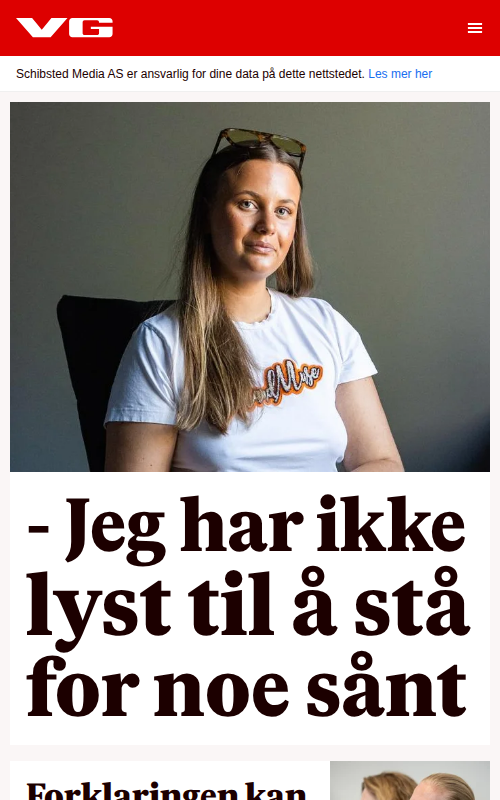 VG
Schibsted Media AS er ansvarlig for dine data på dette nettstedet. Les mer her
- Jeg har ikke
lyst til å stå
for noe sånt
Forklaringen kan